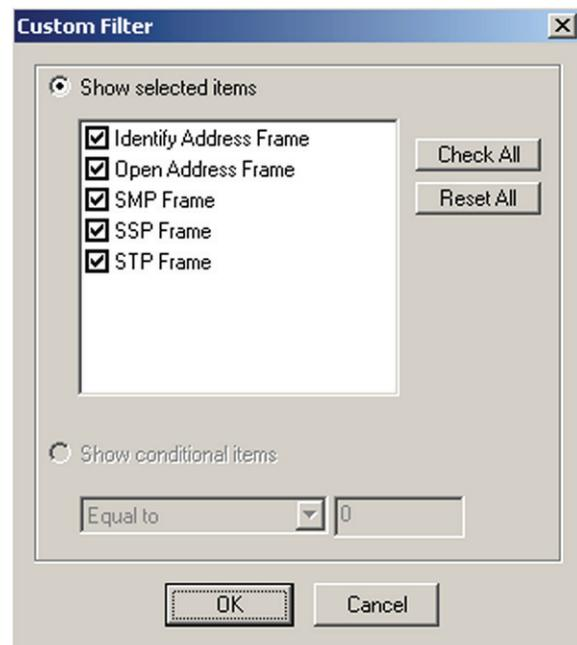 Custom Filter
Show selected items
Identify Address Frame
Open Address Frame
SMP Frame
SSP Frame
STP Frame
Check All
Reset All
Show conditional items
Equal to
0
OK
Cancel